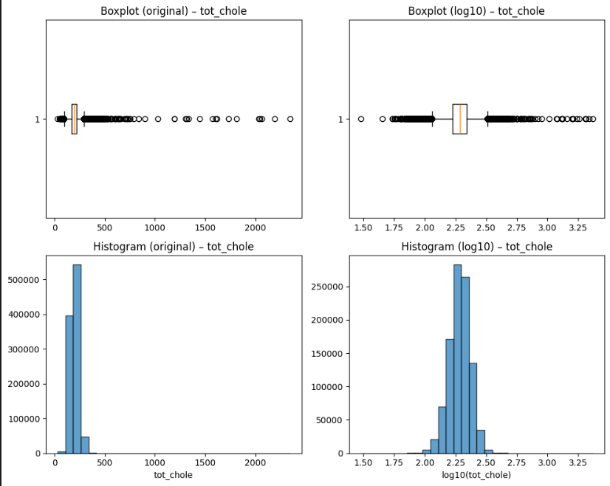 Boxplot (original) – tot_chole
1
0 500 1000 1500 2000
Boxplot (log10) – tot_chole
1
1.50 1.75 2.00 2.25 2.50 2.75 3.00 3.25
Histogram (original) – tot_chole
500000
400000
300000
200000
100000
0
0 500 1000 1500 2000
tot_chole
Histogram (log10) – tot_chole
250000
200000
150000
100000
50000
0
1.50 1.75 2.00 2.25 2.50 2.75 3.00 3.25
log10(tot_chole)